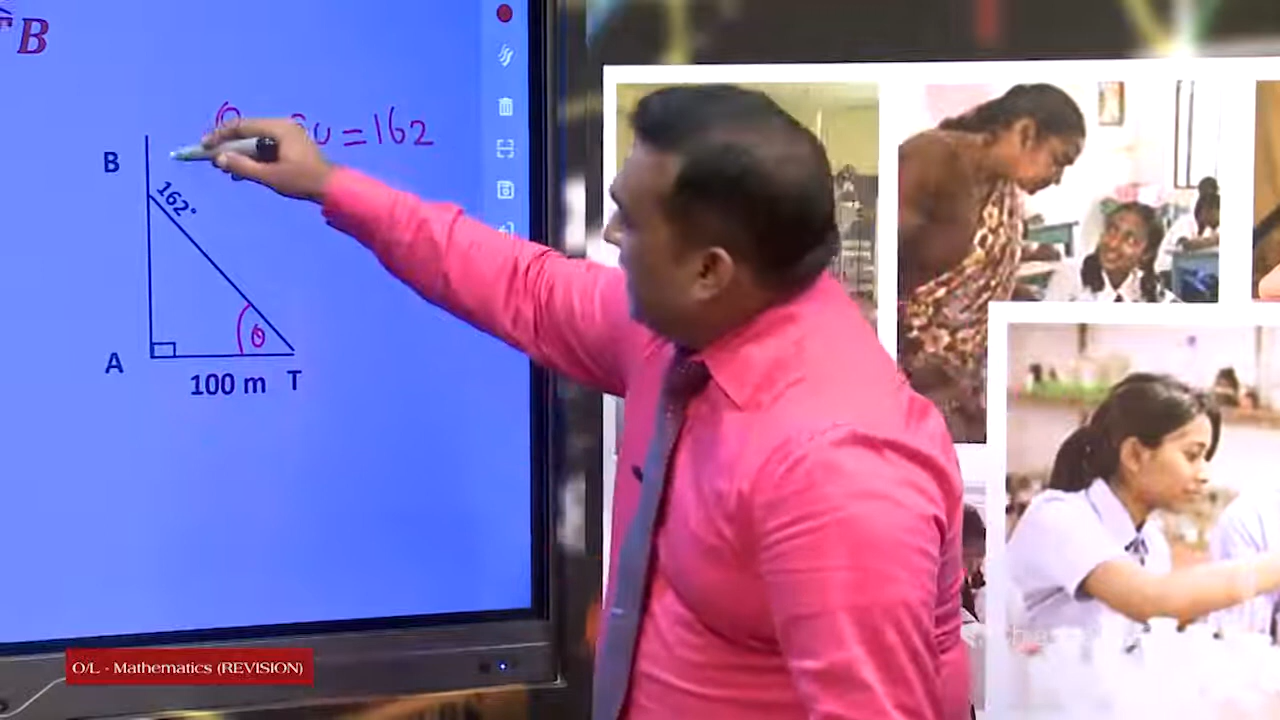 B
= 162
B
162°
θ
A
100 m T
O/L - Mathematics (REVISION)